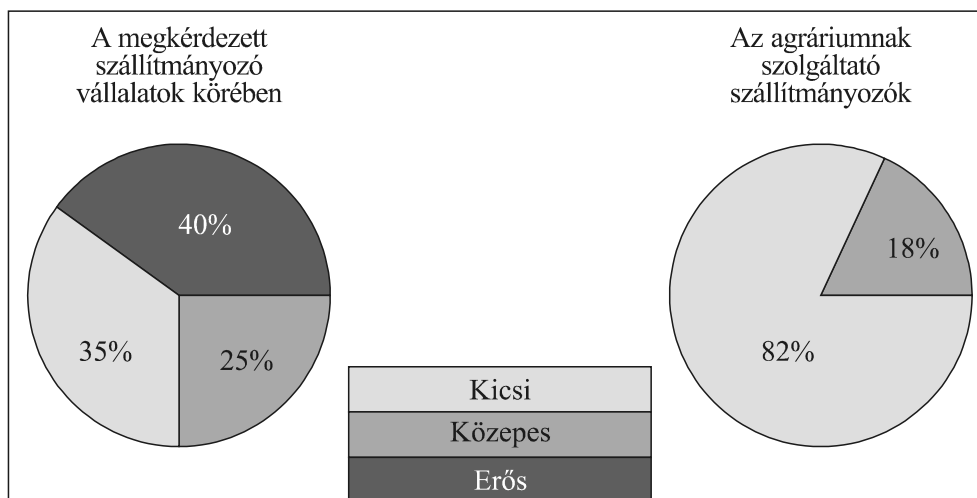 A megkérdezett
szállítmányozó
vállalatok körében
Az agráriumnak
szolgáltató
szállítmányozók
40%
35%
25%
18%
82%
Kicsi
Közepes
Erős